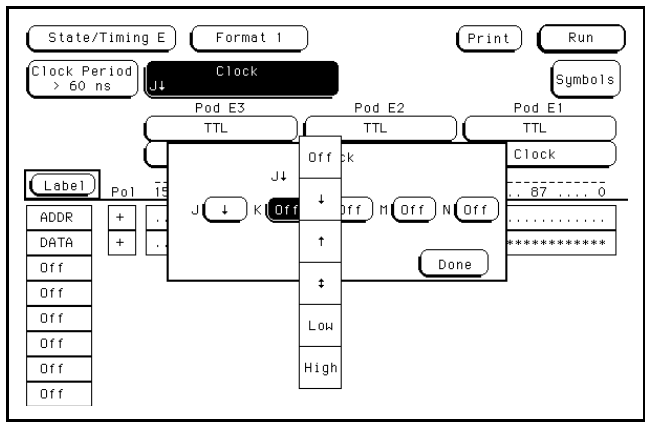 State/Timing E Format 1 Print Run
Clock Period > 60 ns
Clock
J↓
Symbols
Pod E3 Pod E2 Pod E1
TTL TTL TTL
Clock
J↓
Label Pol 15 .. 87 .... 0
J ↓ K Off Off M Off N Off
Off
↓
↑
↕
Low
High
Done
ADDR + .. ............
DATA + .. ************
Off
Off
Off
Off
Off
Off